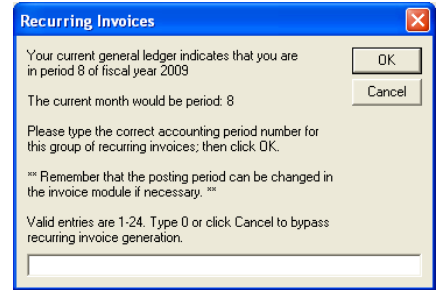 Recurring Invoices
Your current general ledger indicates that you are
in period 8 of fiscal year 2009
OK
The current month would be period: 8
Cancel
Please type the correct accounting period number for
this group of recurring invoices; then click OK.
** Remember that the posting period can be changed in
the invoice module if necessary. **
Valid entries are 1-24. Type 0 or click Cancel to bypass
recurring invoice generation.